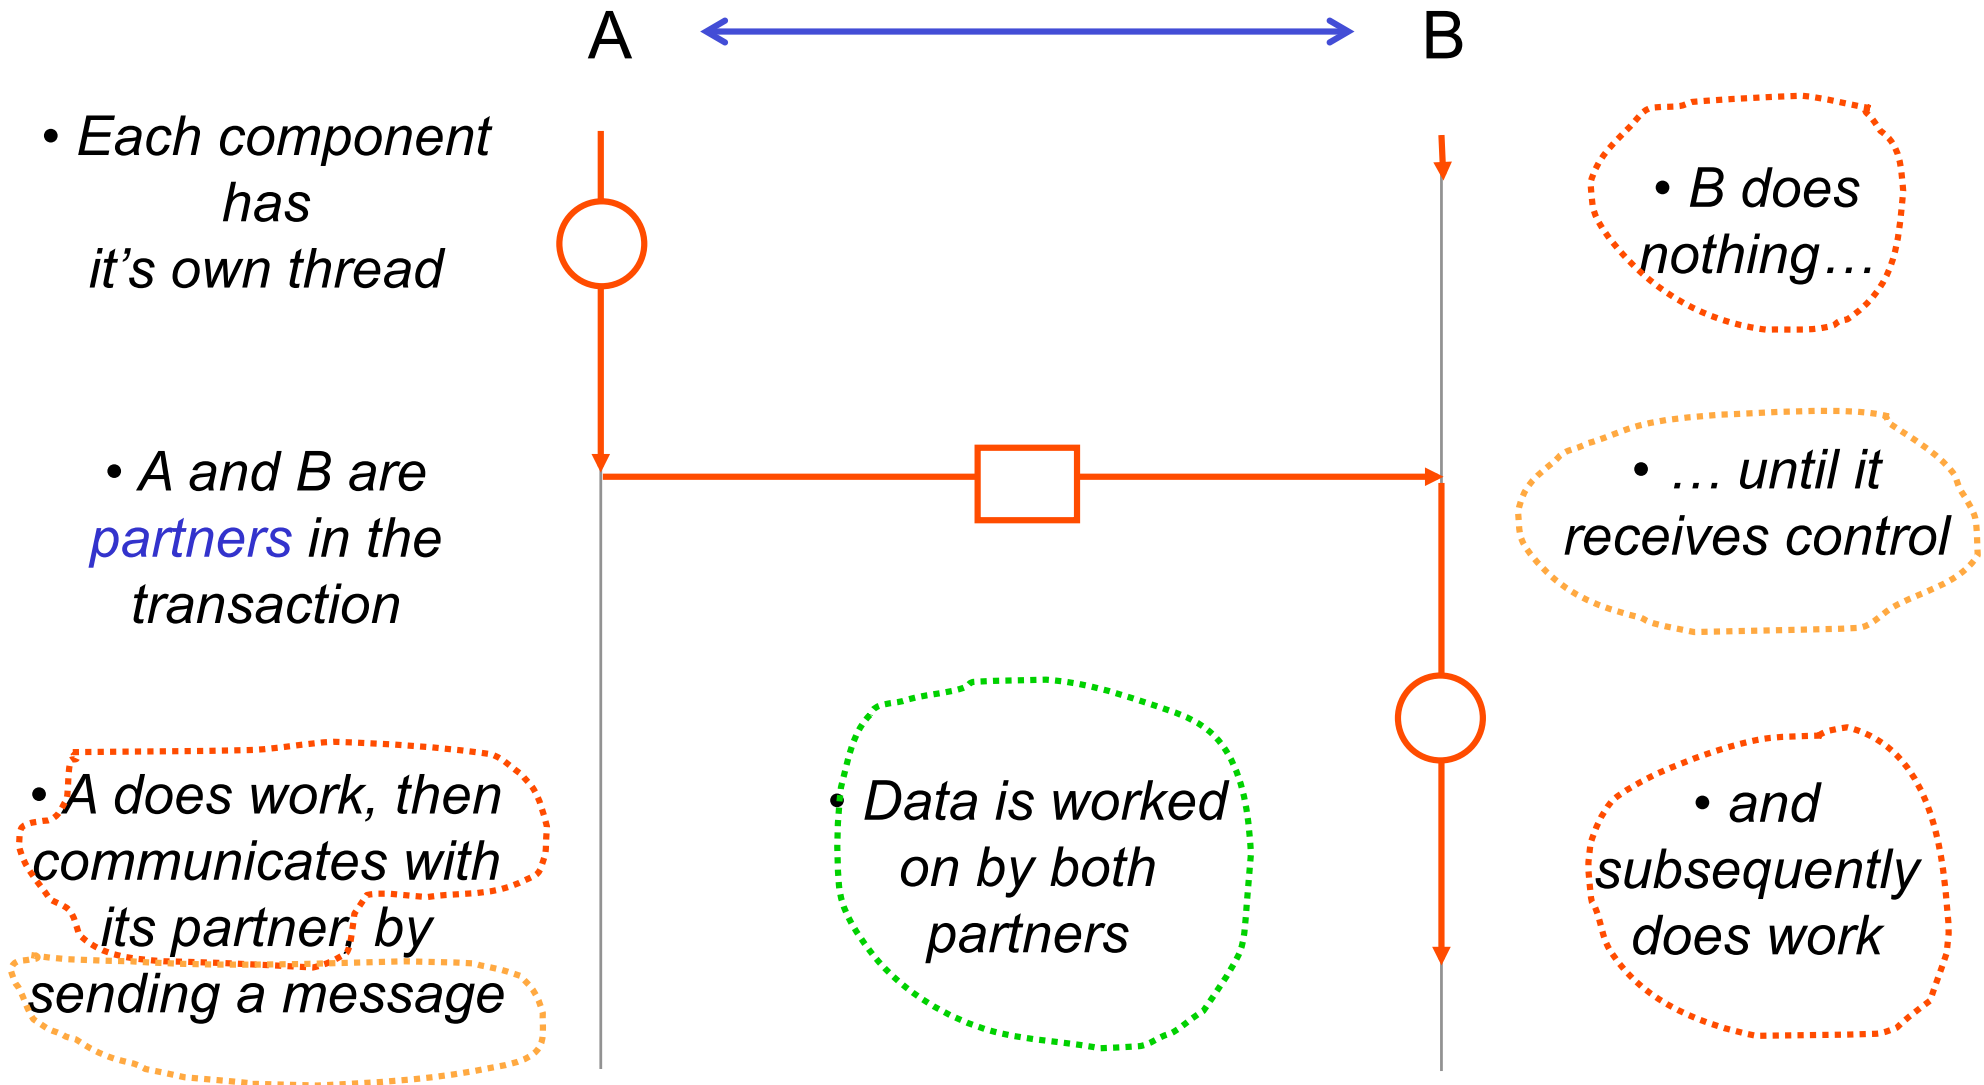 A
B
• Each component
has
it’s own thread
• B does
nothing…
• A and B are
partners in the
transaction
• … until it
receives control
• A does work, then
communicates with
its partner, by
sending a message
• Data is worked
on by both
partners
• and
subsequently
does work